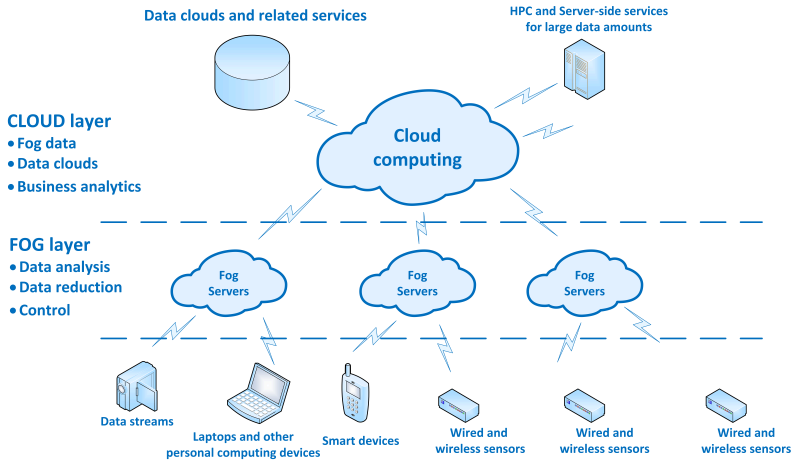 Data clouds and related services
HPC and Server-side services
for large data amounts
CLOUD layer
• Fog data
• Data clouds
• Business analytics
Cloud
computing
FOG layer
• Data analysis
• Data reduction
• Control
Fog
Servers
Fog
Servers
Fog
Servers
Data streams
Laptops and other
personal computing devices
Smart devices
Wired and
wireless sensors
Wired and
wireless sensors
Wired and
wireless sensors